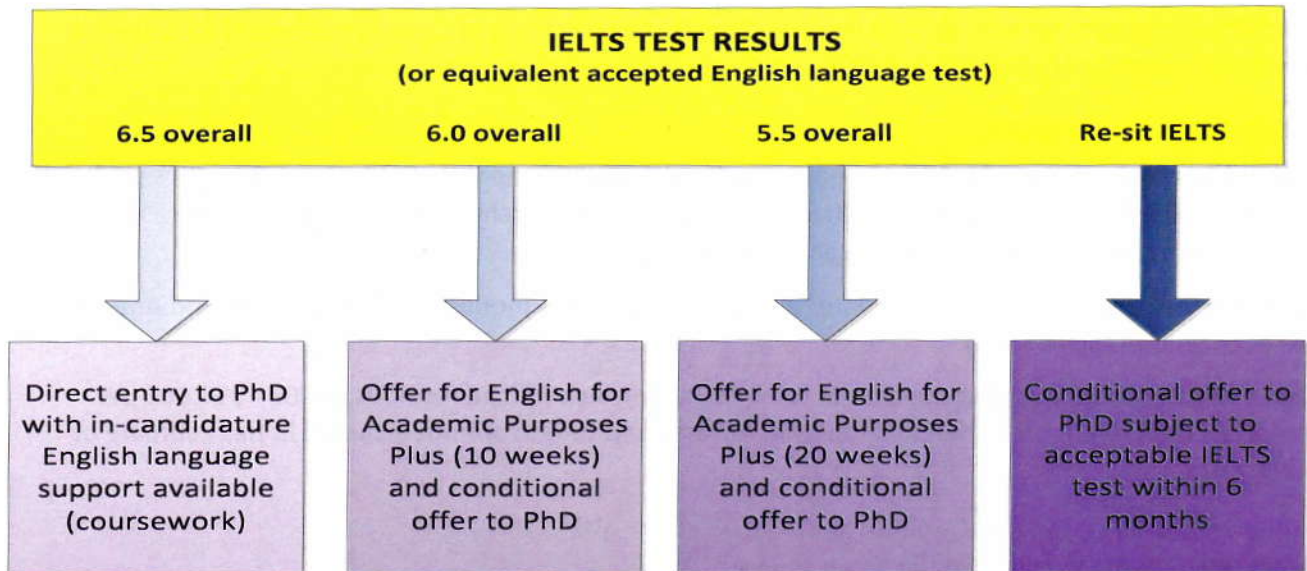 IELTS TEST RESULTS
(or equivalent accepted English language test)
6.5 overall
6.0 overall
5.5 overall
Re-sit IELTS
Direct entry to PhD
with in-candidature
English language
support available
(coursework)
Offer for English for
Academic Purposes
Plus (10 weeks)
and conditional
offer to PhD
Offer for English for
Academic Purposes
Plus (20 weeks)
and conditional
offer to PhD
Conditional offer to
PhD subject to
acceptable IELTS
test within 6
months